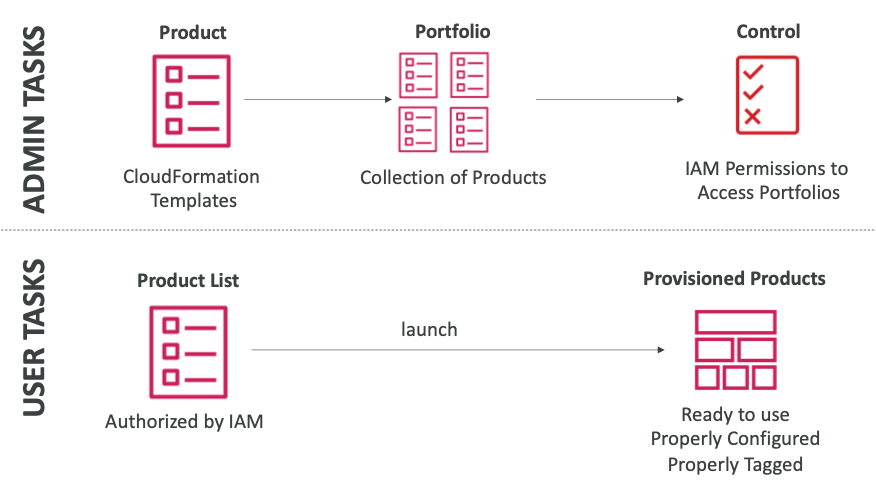 ADMIN TASKS
Product
CloudFormation
Templates
Portfolio
Collection of Products
Control
IAM Permissions to
Access Portfolios
USER TASKS
Product List
Authorized by IAM
launch
Provisioned Products
Ready to use
Properly Configured
Properly Tagged